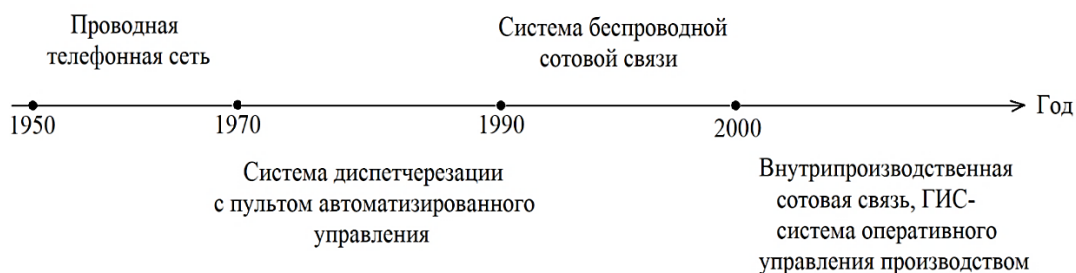 Проводная
телефонная сеть
Система беспроводной
сотовой связи
Год
1950
1970
1990
2000
Система диспетчерезации
с пультом автоматизированного
управления
Внутрипроизводственная
сотовая связь, ГИС-
система оперативного
управления производством